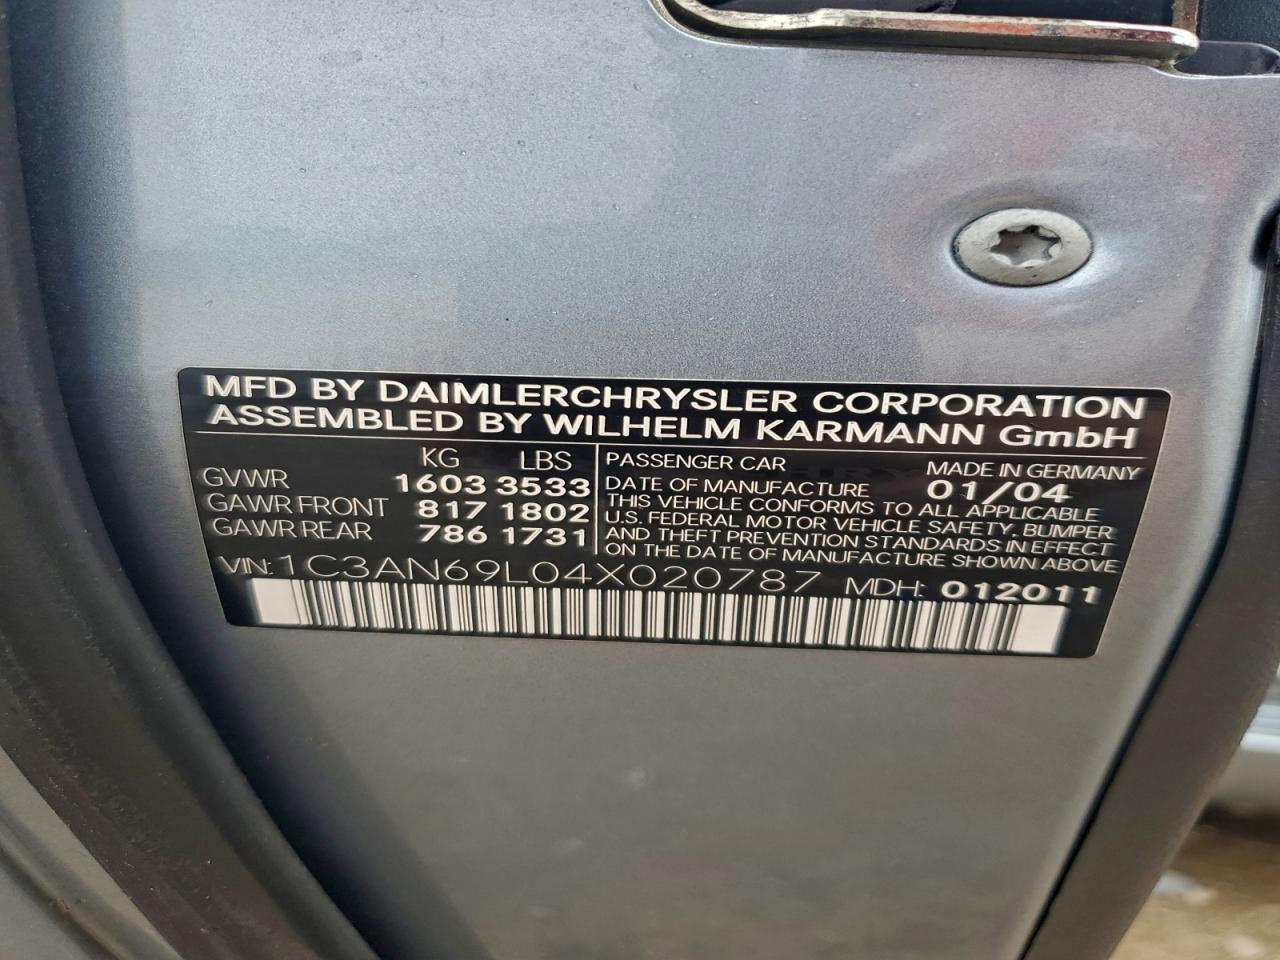 MFD BY DAIMLERCHRYSLER CORPORATION
ASSEMBLED BY WILHELM KARMANN GmbH
KG LBS
GVWR 1603 3533
GAWR FRONT 817 1802
GAWR REAR 786 1731
PASSENGER CAR MADE IN GERMANY
DATE OF MANUFACTURE 01/04
THIS VEHICLE CONFORMS TO ALL APPLICABLE
U.S. FEDERAL MOTOR VEHICLE SAFETY, BUMPER
AND THEFT PREVENTION STANDARDS IN EFFECT
ON THE DATE OF MANUFACTURE SHOWN ABOVE
VIN: 1C3AN69L04X020787 MDH: 012011